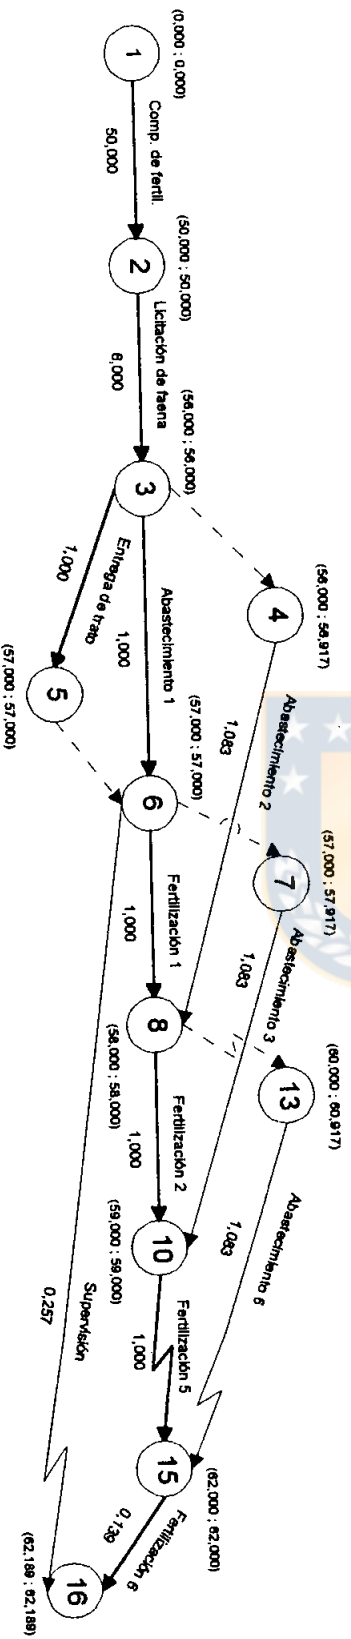 (0,000 : 0,000)
1
Comp. de fertil.
50,000
(50,000 : 50,000)
2
Licitación de faena
6,000
(56,000 : 56,000)
3
Entrega de trato
1,000
(57,000 : 57,000)
5
Abastecimiento 1
1,000
(56,000 : 56,917)
4
Abastecimiento 2
1,083
(57,000 : 57,000)
6
Fertilización 1
1,000
(57,000 : 57,917)
7
Abastecimiento 3
1,083
8
(58,000 : 58,000)
Fertilización 2
1,000
(60,000 : 60,917)
13
Abastecimiento 6
1,083
10
(59,000 : 59,000)
Fertilización 5
1,000
Supervisión
0,257
(62,000 : 62,000)
15
Fertilización 6
0,139
16
(62,189 : 62,189)